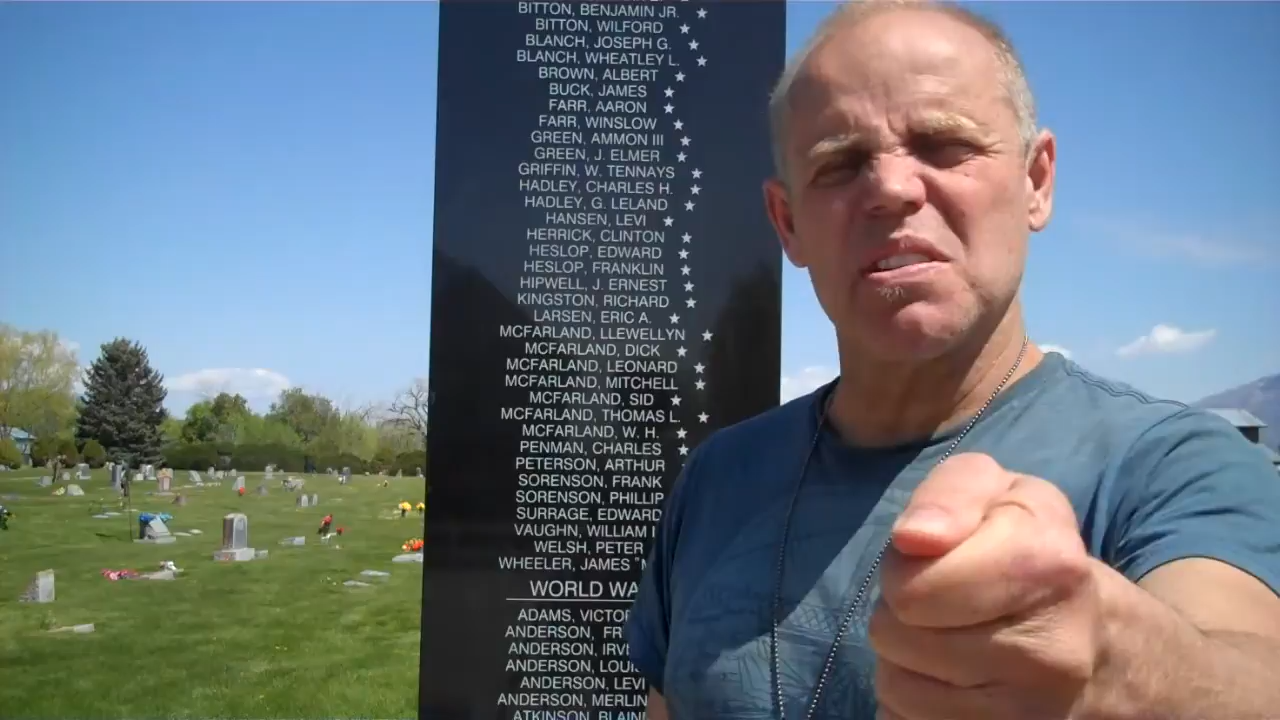 BITTON, BENJAMIN JR. ★
BITTON, WILFORD ★
BLANCH, JOSEPH G. ★
BLANCH, WHEATLEY L. ★
BROWN, ALBERT ★
BUCK, JAMES ★
FARR, AARON ★
FARR, WINSLOW ★
GREEN, AMMON III ★
GREEN, J. ELMER ★
GRIFFIN, W. TENNAYS ★
HADLEY, CHARLES H. ★
HADLEY, G. LELAND ★
HANSEN, LEVI ★
HERRICK, CLINTON ★
HESLOP, EDWARD ★
HESLOP, FRANKLIN ★
HIPWELL, J. ERNEST ★
KINGSTON, RICHARD ★
LARSEN, ERIC A. ★
MCFARLAND, LLEWELLYN ★
MCFARLAND, DICK ★
MCFARLAND, LEONARD ★
MCFARLAND, MITCHELL ★
MCFARLAND, SID ★
MCFARLAND, THOMAS L. ★
MCFARLAND, W. H. ★
PENMAN, CHARLES ★
PETERSON, ARTHUR
SORENSON, FRANK
SORENSON, PHILLIP
SURRAGE, EDWARD
VAUGHN, WILLIAM
WELSH, PETER
WHEELER, JAMES
WORLD WA
ADAMS, VICTO
ANDERSON, FR
ANDERSON, IRV
ANDERSON, LOUI
ANDERSON, LEVI
ANDERSON, MERLIN
ATKINSON, BLAIN